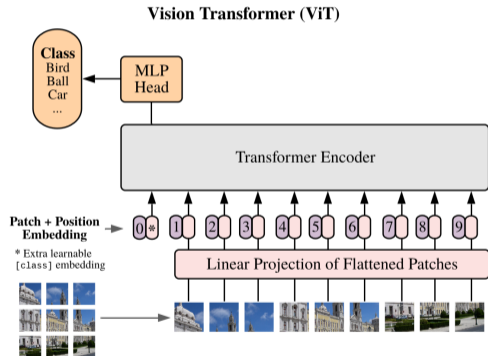 Vision Transformer (ViT)
Class
Bird
Ball
Car
...
MLP
Head
Transformer Encoder
Patch + Position
Embedding
0 * 1 2 3 4 5 6 7 8 9
* Extra learnable
[class] embedding
Linear Projection of Flattened Patches